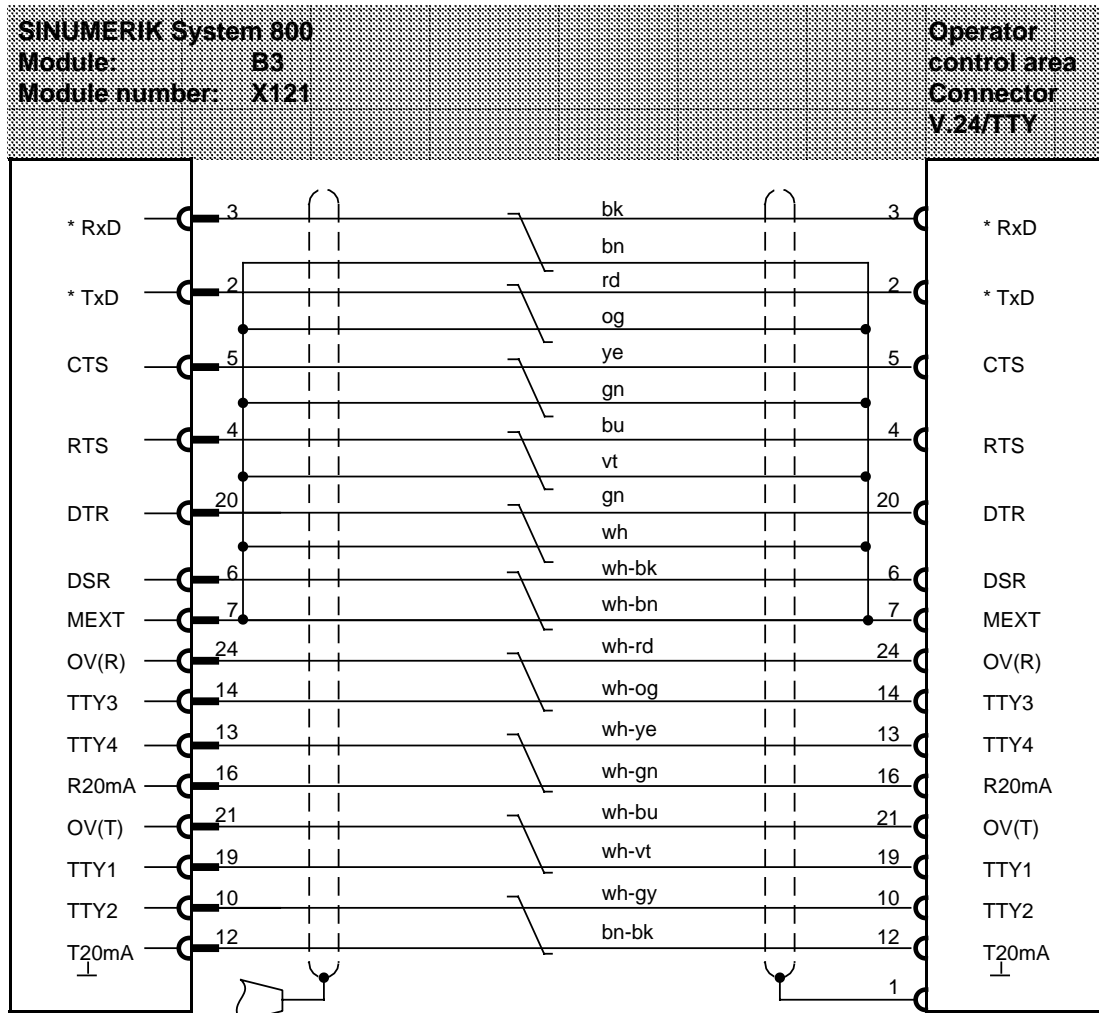 SINUMERIK System 800 Operator
Module: B3 control area
Module number: X121 Connector
V.24/TTY
* RxD 3 bk 3 * RxD
bn
* TxD 2 rd 2 * TxD
og
CTS 5 ye 5 CTS
gn
RTS 4 bu 4 RTS
vt
DTR 20 gn 20 DTR
wh
DSR 6 wh-bk 6 DSR
MEXT 7 wh-bn 7 MEXT
OV(R) 24 wh-rd 24 OV(R)
TTY3 14 wh-og 14 TTY3
TTY4 13 wh-ye 13 TTY4
R20mA 16 wh-gn 16 R20mA
OV(T) 21 wh-bu 21 OV(T)
TTY1 19 wh-vt 19 TTY1
TTY2 10 wh-gy 10 TTY2
T20mA 12 bn-bk 12 T20mA
1